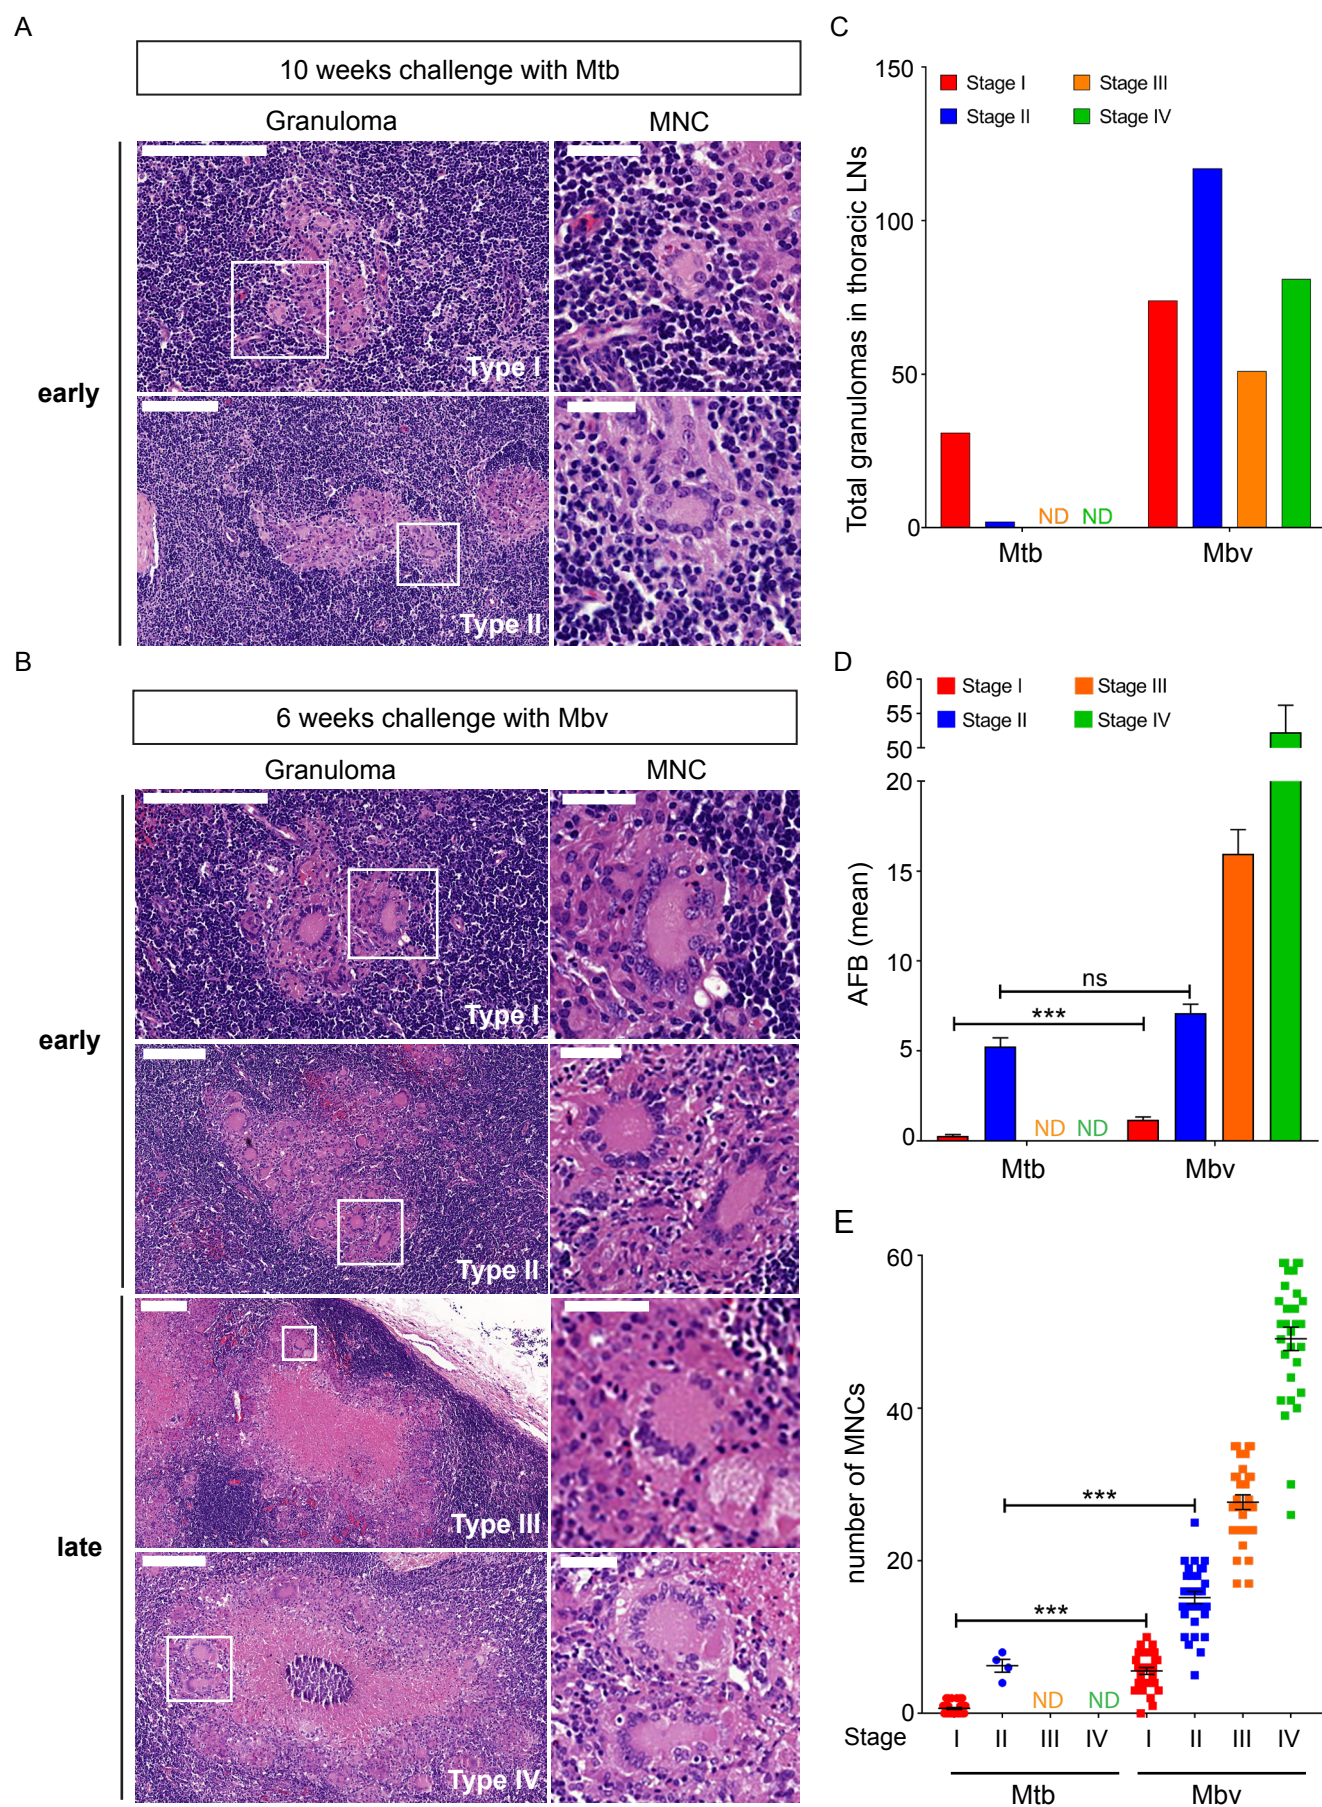 A
10 weeks challenge with Mtb
Granuloma
MNC
early
Type I
Type II
B
6 weeks challenge with Mbv
Granuloma
MNC
early
Type I
Type II
late
Type III
Type IV
C
Total granulomas in thoracic LNs
150
100
50
0
Stage I
Stage III
Stage II
Stage IV
ND ND
Mtb
Mbv
D
AFB (mean)
60
55
50
20
15
10
5
0
Stage I
Stage III
Stage II
Stage IV
ns
***
ND ND
Mtb
Mbv
E
number of MNCs
60
40
20
0
***
***
ND ND
Stage I II III IV I II III IV
Mtb
Mbv